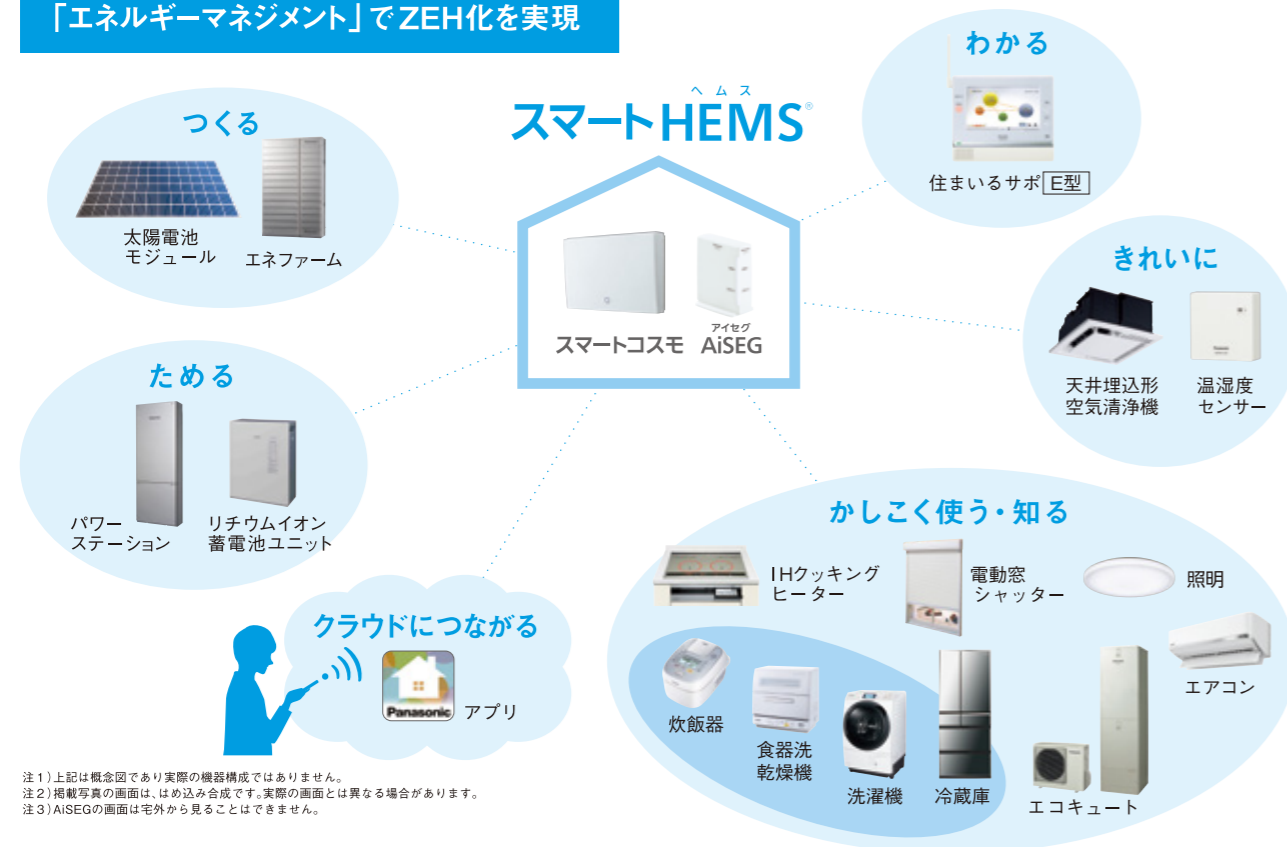 「エネルギーマネジメント」でZEH化を実現
わかる
ヘムス
スマートHEMS®
つくる
住まいるサポ E型
太陽電池
モジュール
エネファーム
きれいに
アイセグ
スマートコスモ AiSEG
ためる
天井埋込形
空気清浄機
温湿度
センサー
パワー
ステーション
リチウムイオン
蓄電池ユニット
かしこく使う・知る
IHクッキング
ヒーター
電動窓
シャッター
照明
クラウドにつながる
Panasonic
アプリ
エアコン
炊飯器
食器洗
乾燥機
洗濯機
冷蔵庫
エコキュート
注1)上記は概念図であり実際の機器構成ではありません。
注2)掲載写真の画面は、はめ込み合成です。実際の画面とは異なる場合があります。
注3)AiSEGの画面は宅外から見ることはできません。